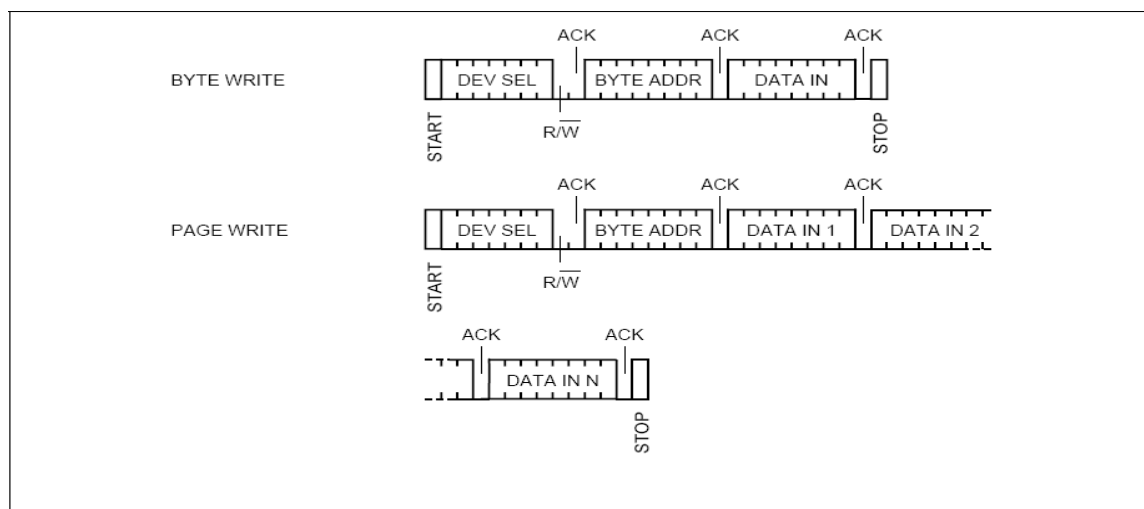 ACK ACK ACK
BYTE WRITE DEV SEL BYTE ADDR DATA IN
R/W
START STOP
ACK ACK ACK
PAGE WRITE DEV SEL BYTE ADDR DATA IN 1 DATA IN 2
R/W
START
ACK ACK
DATA IN N
STOP